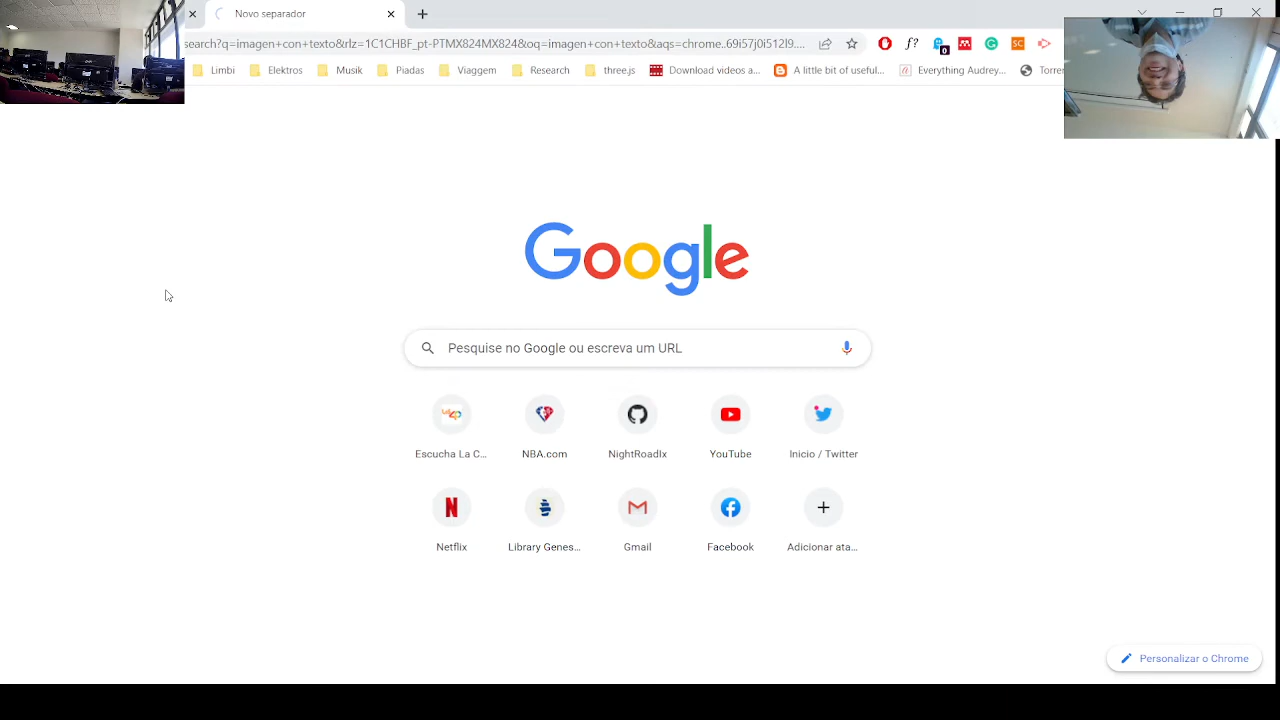 Novo separador
search?q=imagen+con+texto&rlz=1C1CHBF_pt-PTMX824MX824&oq=imagen+con+texto&aqs=chrome.69i57j0i512l9....
f?
0
SC
Limbi
Elektros
Musik
Piadas
Viaggem
Research
three.js
Download videos a...
A little bit of useful...
Everything Audrey...
Torre
Google
Pesquise no Google ou escreva um URL
Escucha La C...
NBA.com
NightRoadIx
YouTube
Inicio / Twitter
N
Netflix
Library Genes...
Gmail
Facebook
Adicionar ata...
Personalizar o Chrome